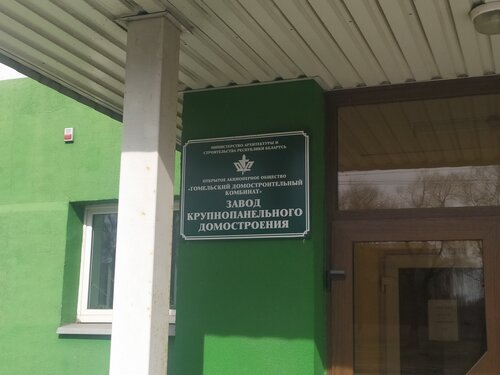 МИНИСТЕРСТВО АРХИТЕКТУРЫ И
СТРОИТЕЛЬСТВА РЕСПУБЛИКИ БЕЛАРУСЬ
ОТКРЫТОЕ АКЦИОНЕРНОЕ ОБЩЕСТВО
«ГОМЕЛЬСКИЙ ДОМОСТРОИТЕЛЬНЫЙ
КОМБИНАТ»
ЗАВОД
КРУПНОПАНЕЛЬНОГО
ДОМОСТРОЕНИЯ